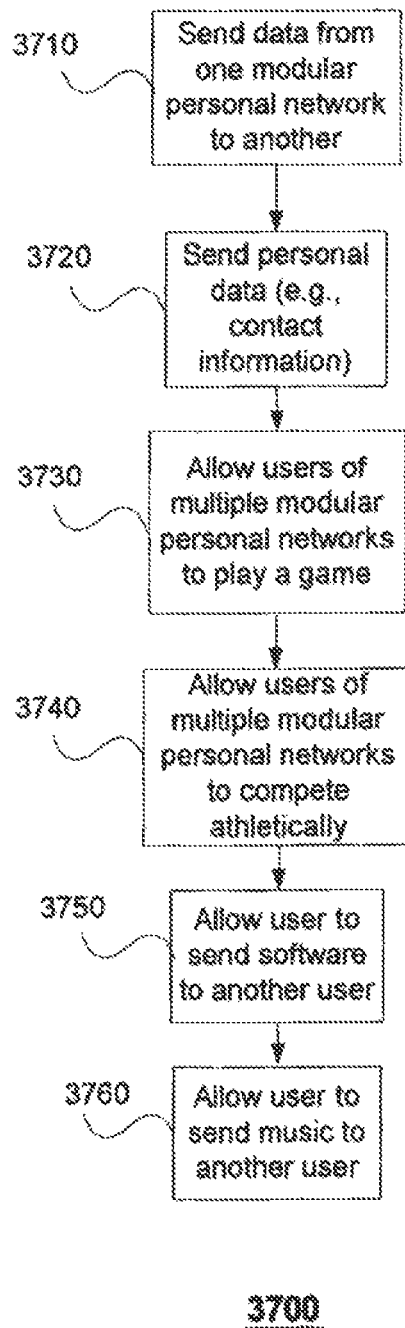 3710
Send data from
one modular
personal network
to another
3720
Send personal
data (e.g.,
contact
information)
3730
Allow users of
multiple modular
personal networks
to play a game
3740
Allow users of
multiple modular
personal networks
to compete
athletically
3750
Allow user to
send software
to another user
3760
Allow user to
send music to
another user
3700